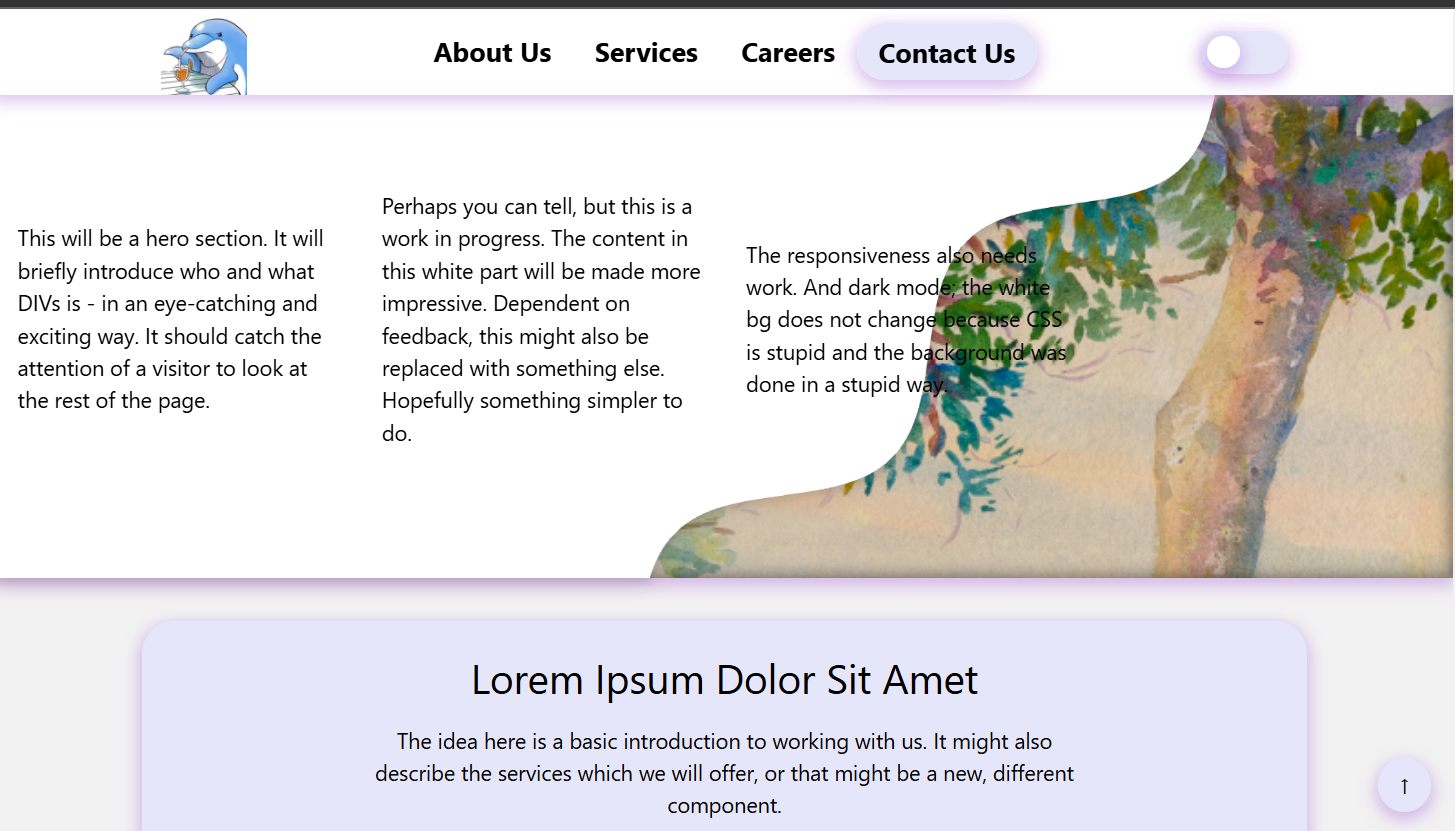 About Us
Services
Careers
Contact Us
This will be a hero section. It will
briefly introduce who and what
DIVs is - in an eye-catching and
exciting way. It should catch the
attention of a visitor to look at
the rest of the page.
Perhaps you can tell, but this is a
work in progress. The content in
this white part will be made more
impressive. Dependent on
feedback, this might also be
replaced with something else.
Hopefully something simpler to
do.
The responsiveness also needs
work. And dark mode; the white
bg does not change because CSS
is stupid and the background was
done in a stupid way.
Lorem Ipsum Dolor Sit Amet
The idea here is a basic introduction to working with us. It might also
describe the services which we will offer, or that might be a new, different
component.
↑